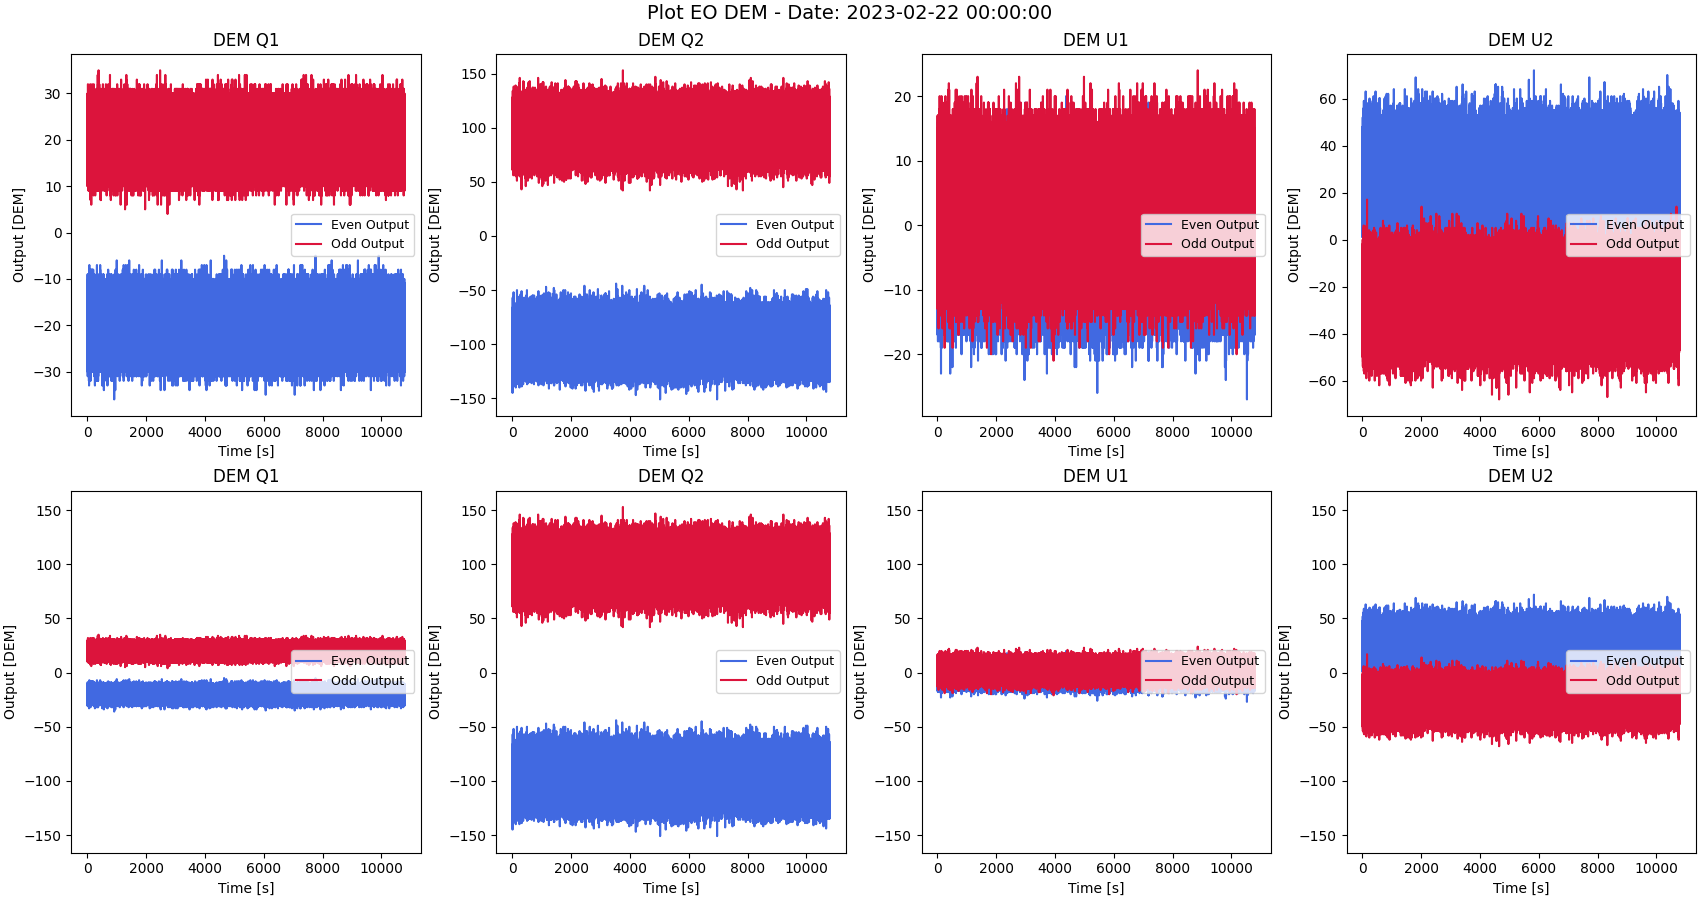 Plot EO DEM - Date: 2023-02-22 00:00:00
DEM Q1
Output [DEM]
30
20
10
0
−10
−20
−30
Even Output
Odd Output
0 2000 4000 6000 8000 10000
Time [s]
DEM Q2
Output [DEM]
150
100
50
0
−50
−100
−150
Even Output
Odd Output
0 2000 4000 6000 8000 10000
Time [s]
DEM U1
Output [DEM]
20
10
0
−10
−20
Even Output
Odd Output
0 2000 4000 6000 8000 10000
Time [s]
DEM U2
Output [DEM]
60
40
20
0
−20
−40
−60
Even Output
Odd Output
0 2000 4000 6000 8000 10000
Time [s]
DEM Q1
Output [DEM]
150
100
50
0
−50
−100
−150
Even Output
Odd Output
0 2000 4000 6000 8000 10000
Time [s]
DEM Q2
Output [DEM]
150
100
50
0
−50
−100
−150
Even Output
Odd Output
0 2000 4000 6000 8000 10000
Time [s]
DEM U1
Output [DEM]
150
100
50
0
−50
−100
−150
Even Output
Odd Output
0 2000 4000 6000 8000 10000
Time [s]
DEM U2
Output [DEM]
150
100
50
0
−50
−100
−150
Even Output
Odd Output
0 2000 4000 6000 8000 10000
Time [s]